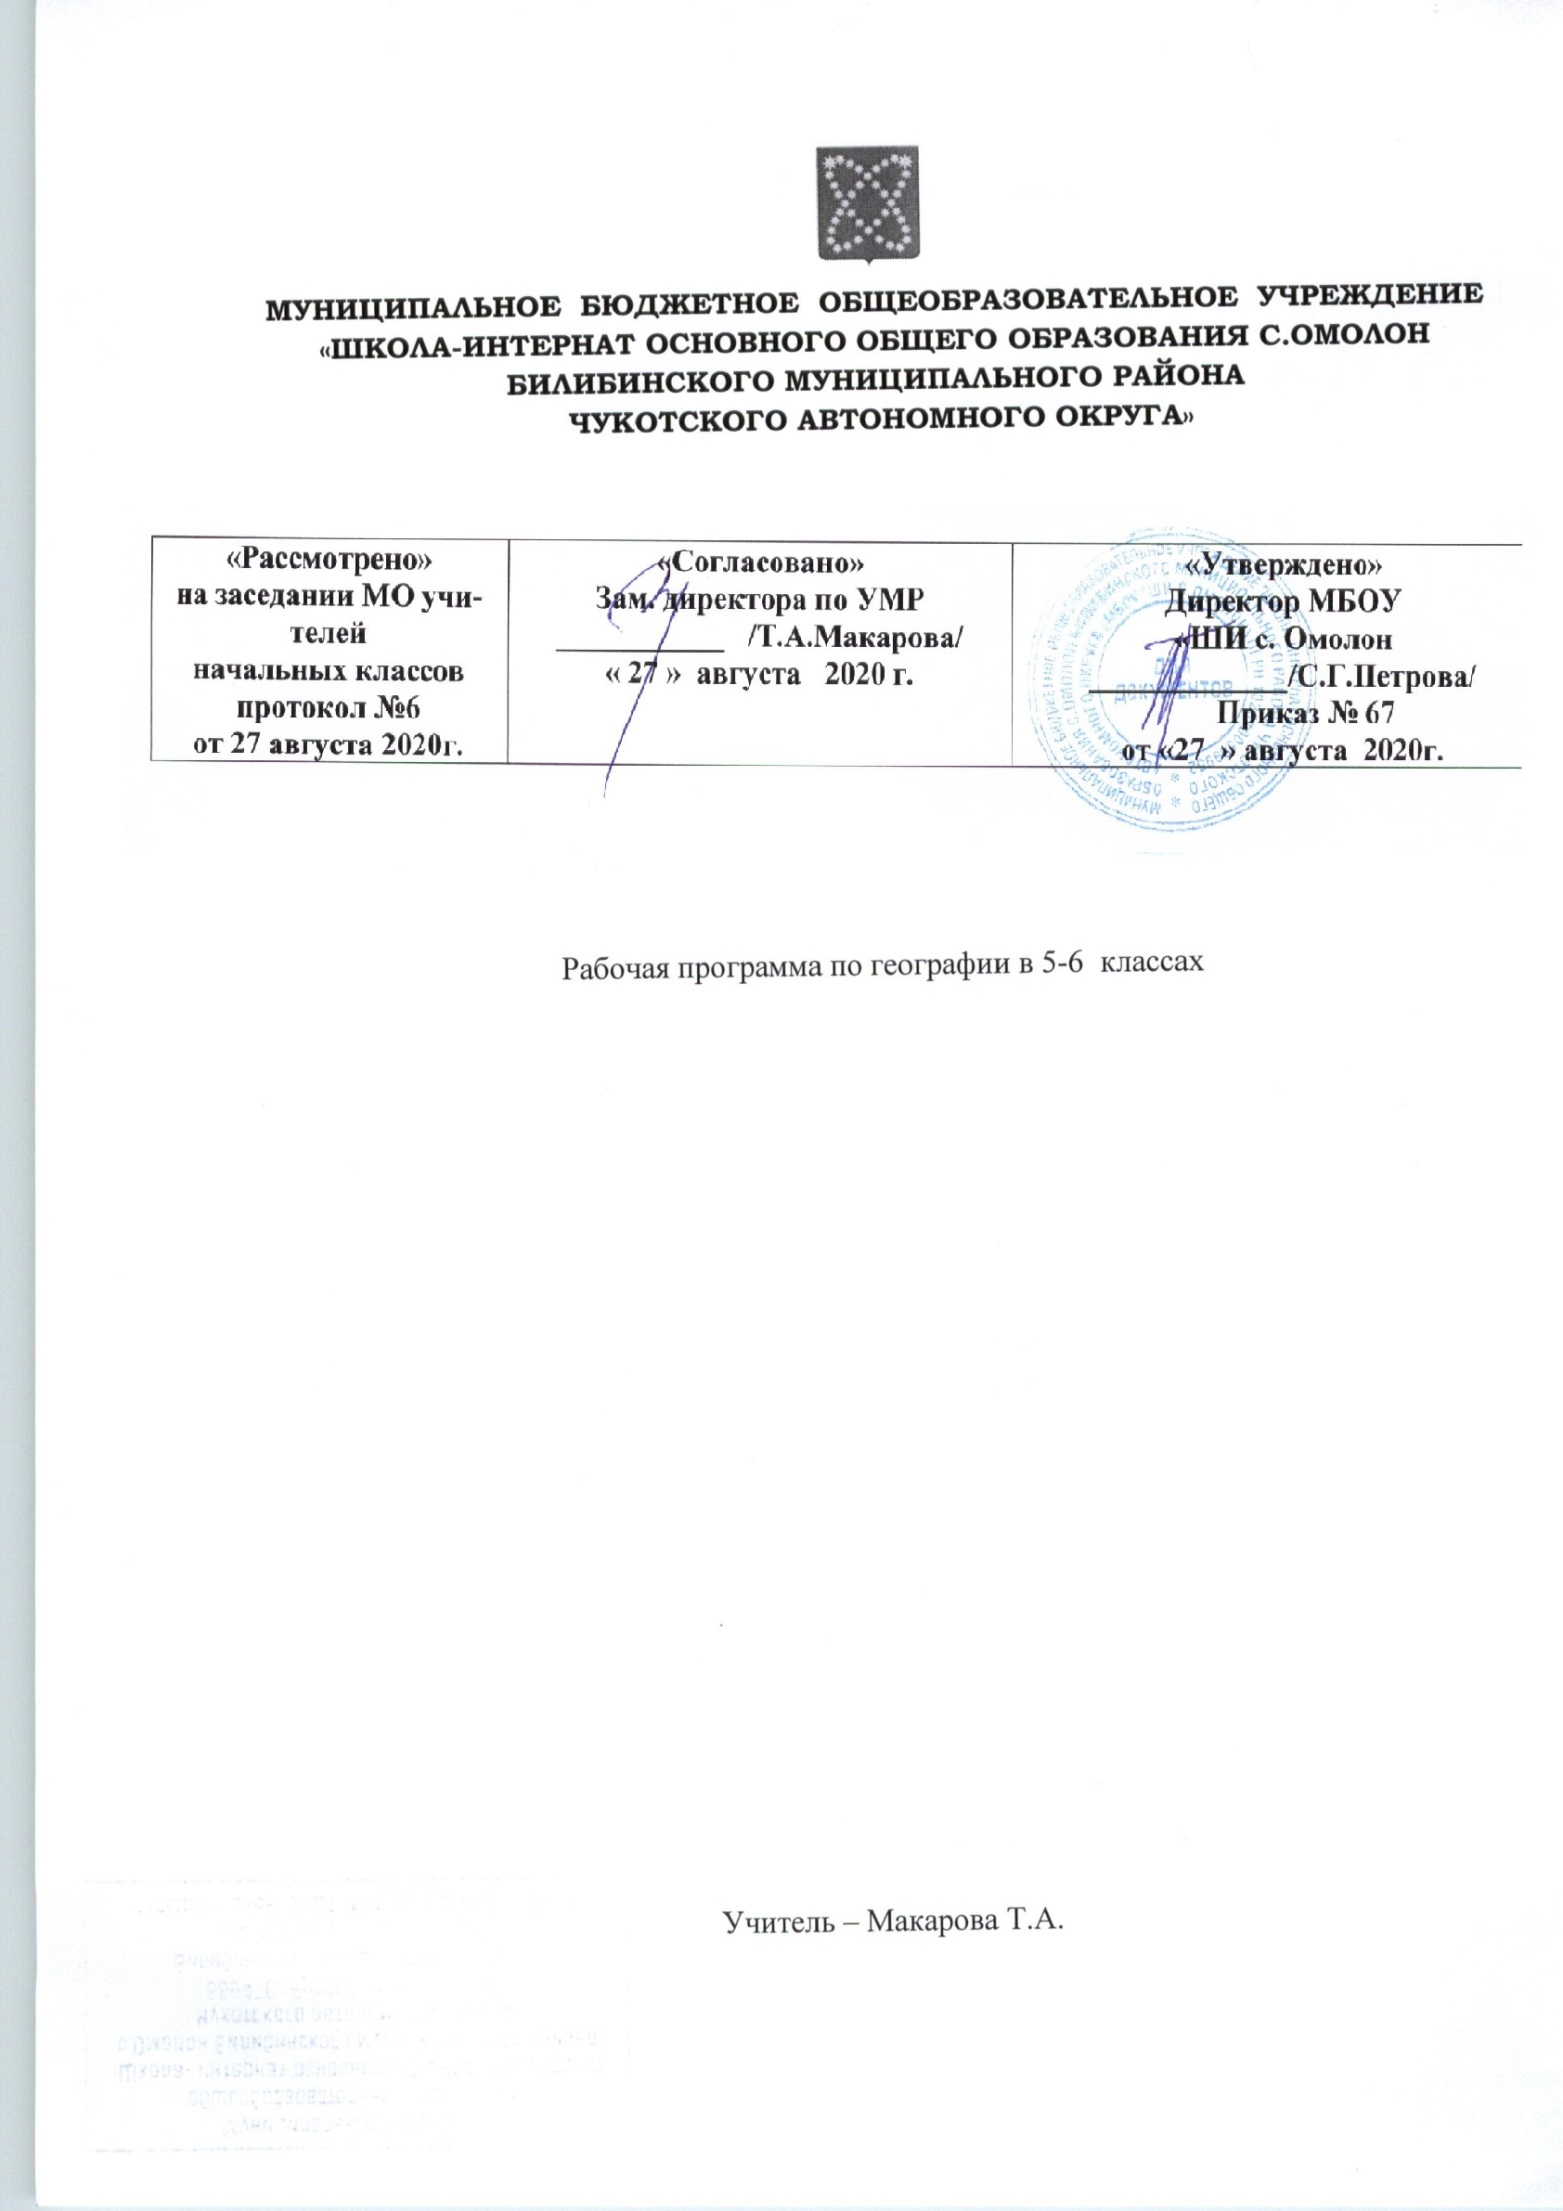 МУНИЦИПАЛЬНОЕ БЮДЖЕТНОЕ ОБЩЕОБРАЗОВАТЕЛЬНОЕ УЧРЕЖДЕНИЕ
«ШКОЛА-ИНТЕРНАТ ОСНОВНОГО ОБЩЕГО ОБРАЗОВАНИЯ С.ОМОЛОН
БИЛИБИНСКОГО МУНИЦИПАЛЬНОГО РАЙОНА
ЧУКОТСКОГО АВТОНОМНОГО ОКРУГА»
«Рассмотрено»
на заседании МО учи-
телей
начальных классов
протокол №6
от 27 августа 2020г.
«Согласовано»
Зам. директора по УМР
____________ /Т.А.Макарова/
« 27 » августа 2020 г.
«Утверждено»
Директор МБОУ
«ШИ с. Омолон
______________/С.Г.Петрова/
Приказ № 67
от «27 » августа 2020г.
ДОКУМЕНТОВ
Рабочая программа по географии в 5-6 классах
Учитель – Макарова Т.А.